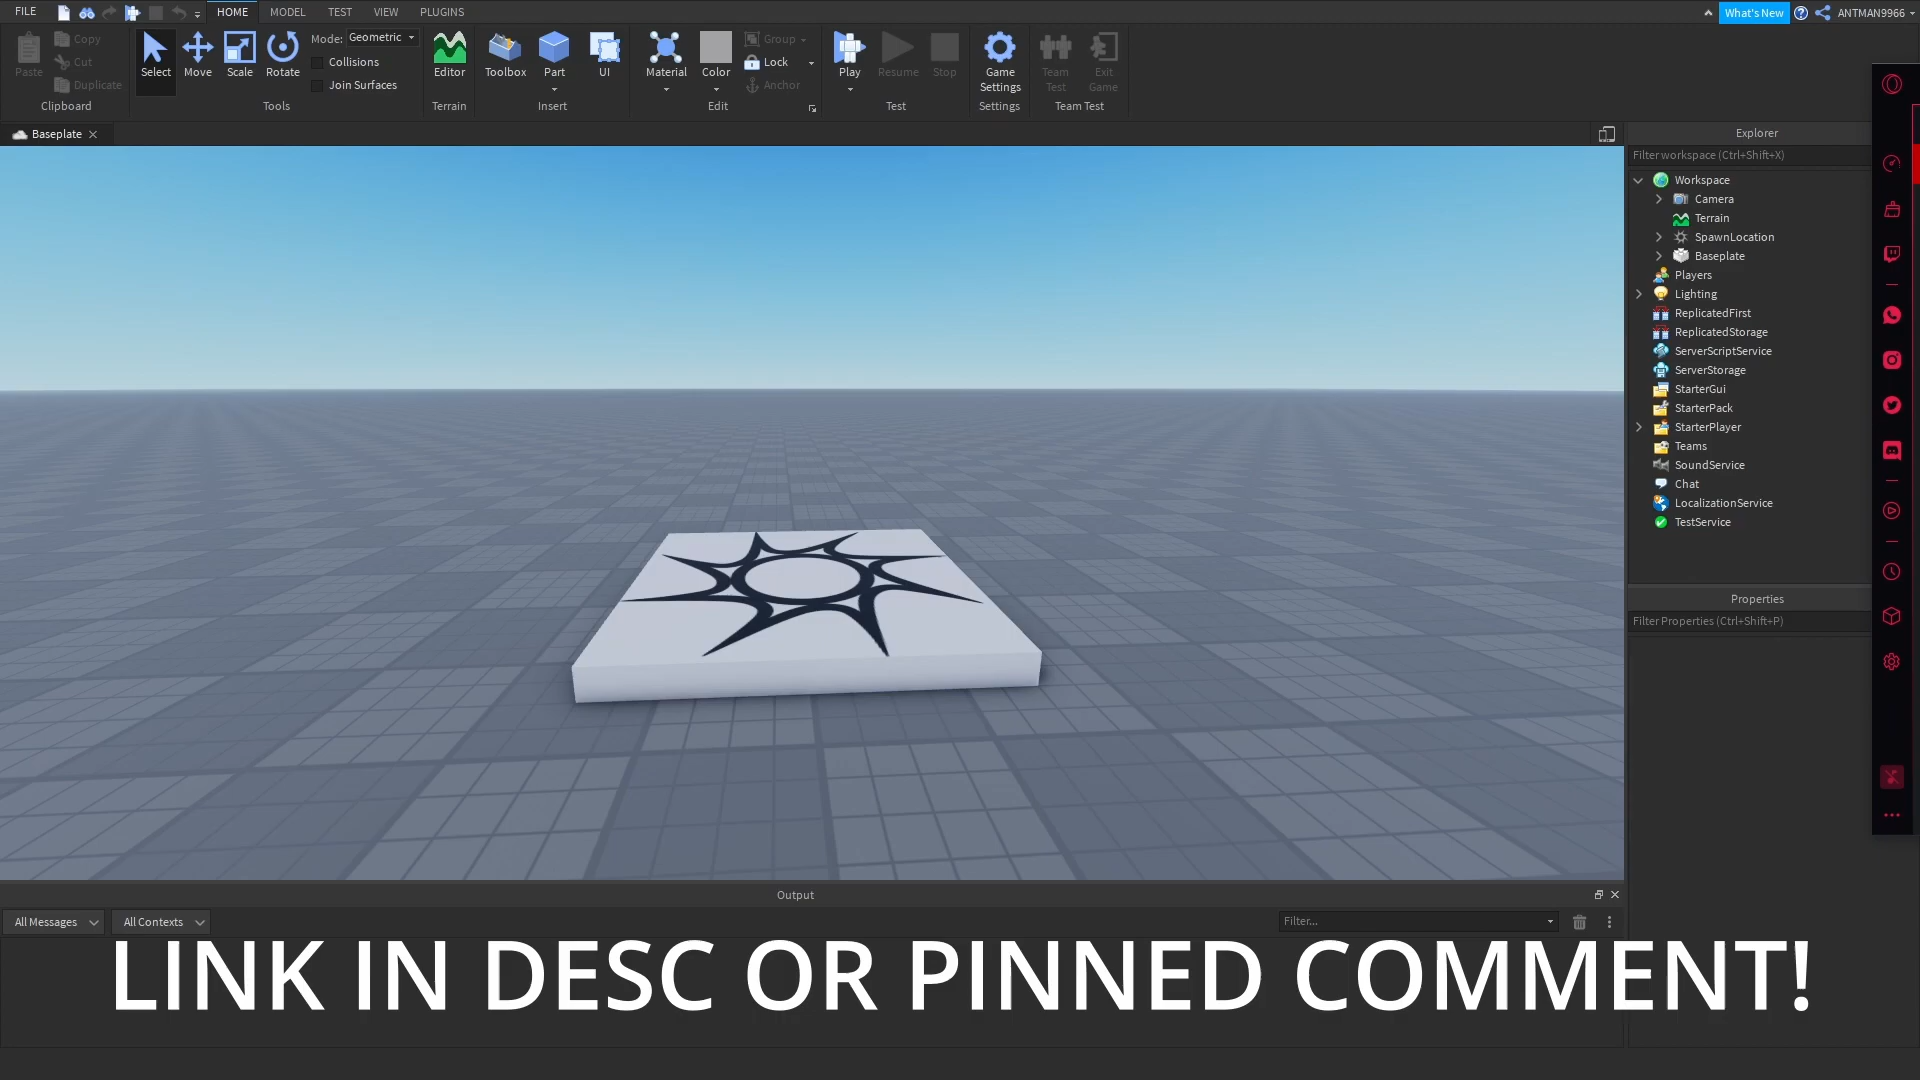 FILE
HOME
MODEL
TEST
VIEW
PLUGINS
What's New
ANTMAN9966
Paste
Copy
Cut
Duplicate
Clipboard
Select
Move
Scale
Rotate
Mode: Geometric
Collisions
Join Surfaces
Tools
Editor
Terrain
Toolbox
Part
UI
Insert
Material
Color
Group
Lock
Anchor
Edit
Play
Resume
Stop
Test
Game
Settings
Settings
Team
Test
Exit
Game
Team Test
Baseplate
Explorer
Filter workspace (Ctrl+Shift+X)
Workspace
Camera
Terrain
SpawnLocation
Baseplate
Players
Lighting
ReplicatedFirst
ReplicatedStorage
ServerScriptService
ServerStorage
StarterGui
StarterPack
StarterPlayer
Teams
SoundService
Chat
LocalizationService
TestService
Properties
Filter Properties (Ctrl+Shift+P)
Output
All Messages
All Contexts
Filter...
LINK IN DESC OR PINNED COMMENT!